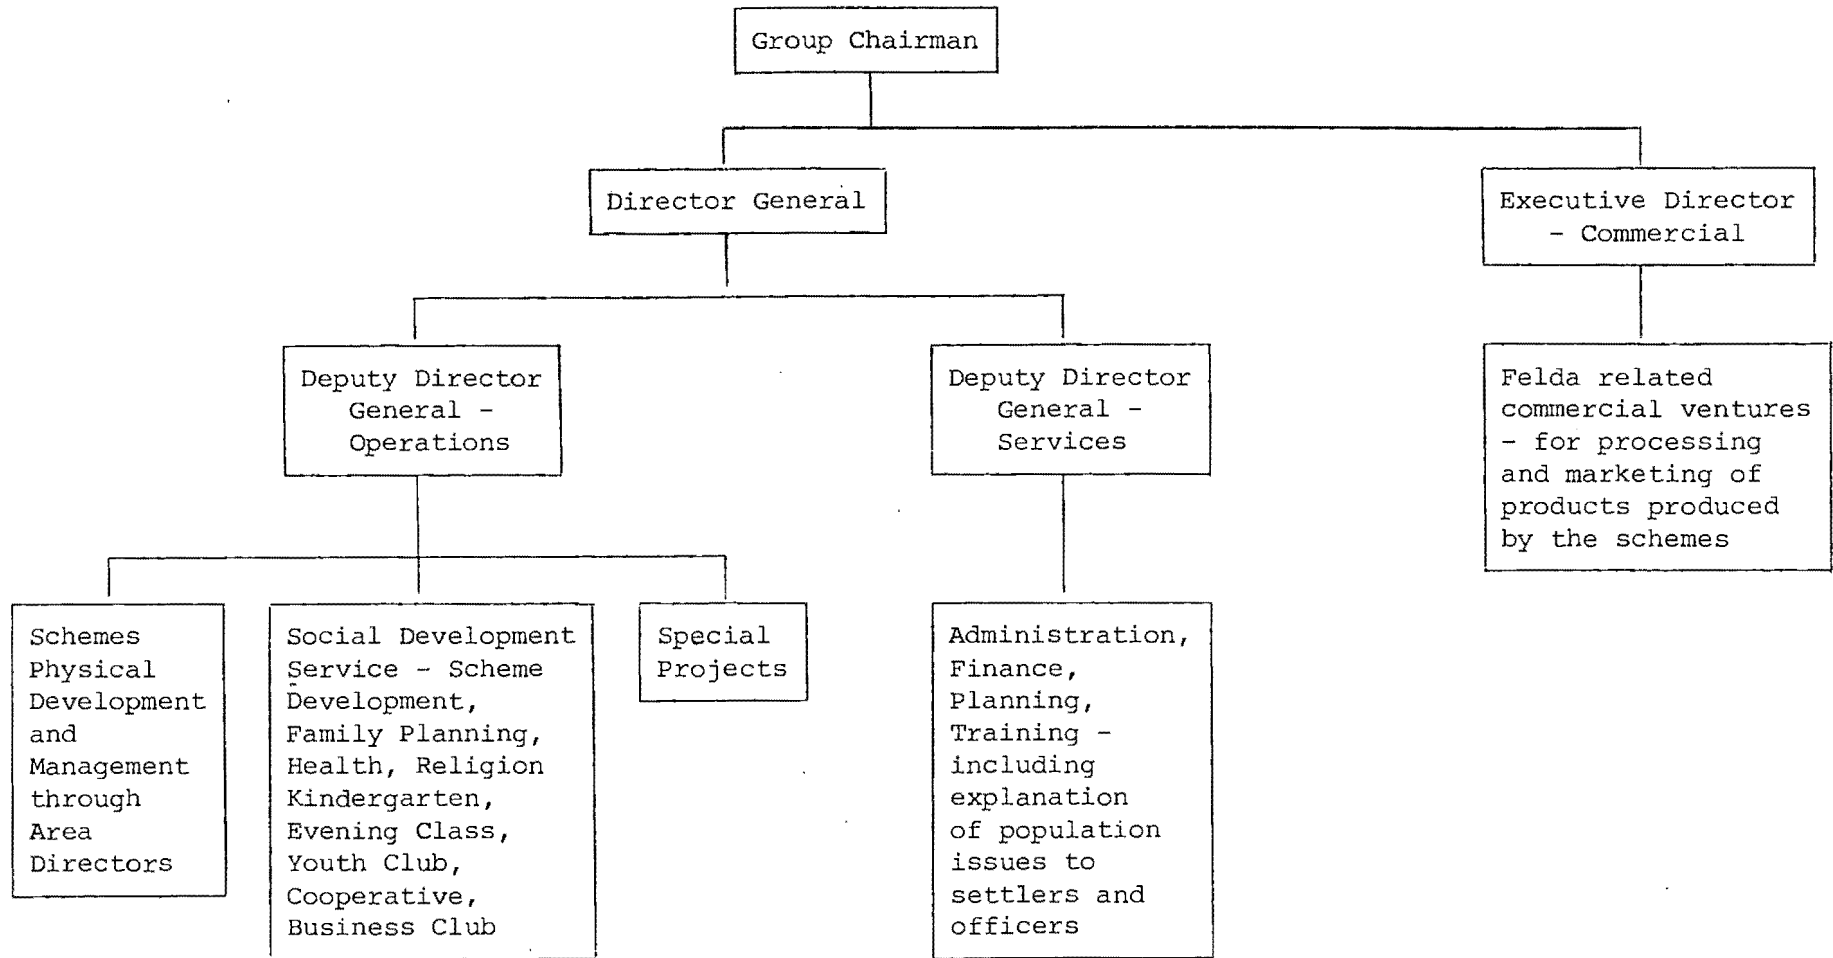 Group Chairman
Director General
Executive Director
- Commercial
Deputy Director
General -
Operations
Deputy Director
General -
Services
Felda related
commercial ventures
- for processing
and marketing of
products produced
by the schemes
Schemes
Physical
Development
and
Management
through
Area
Directors
Social Development
Service - Scheme
Development,
Family Planning,
Health, Religion
Kindergarten,
Evening Class,
Youth Club,
Cooperative,
Business Club
Special
Projects
Administration,
Finance,
Planning,
Training -
including
explanation
of population
issues to
settlers and
officers